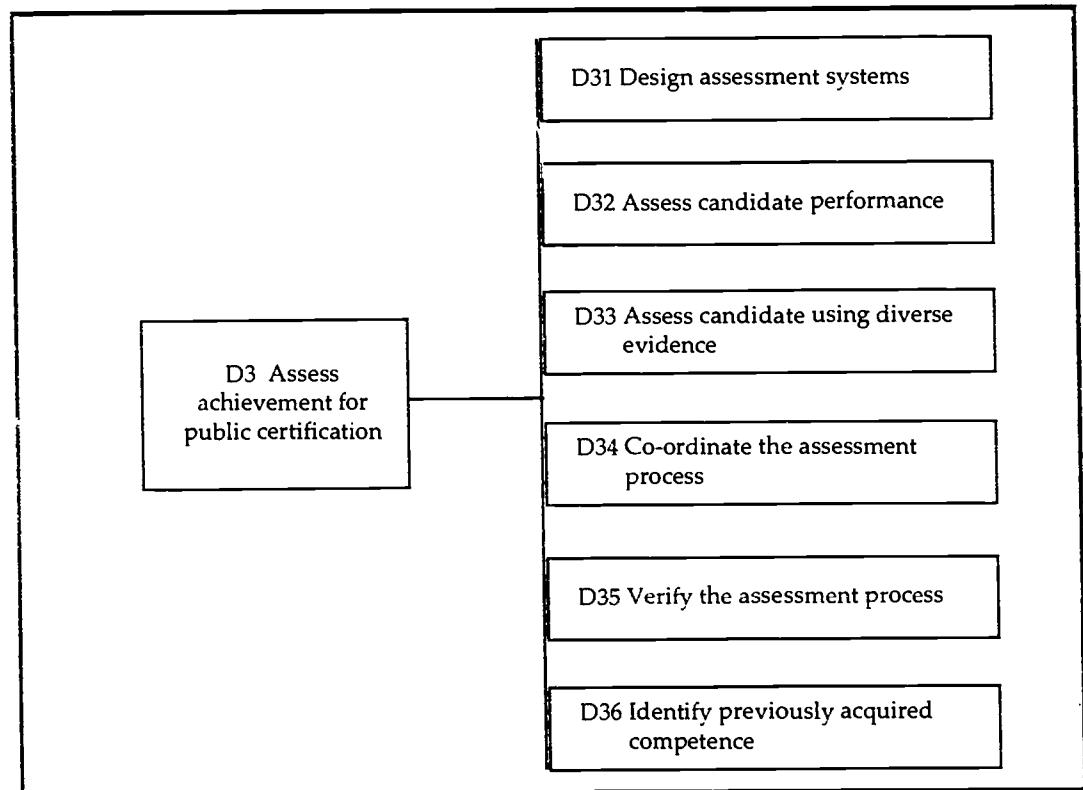 D31 Design assessment systems
D32 Assess candidate performance
D33 Assess candidate using diverse
evidence
D3 Assess
achievement for
public certification
D34 Co-ordinate the assessment
process
D35 Verify the assessment process
D36 Identify previously acquired
competence